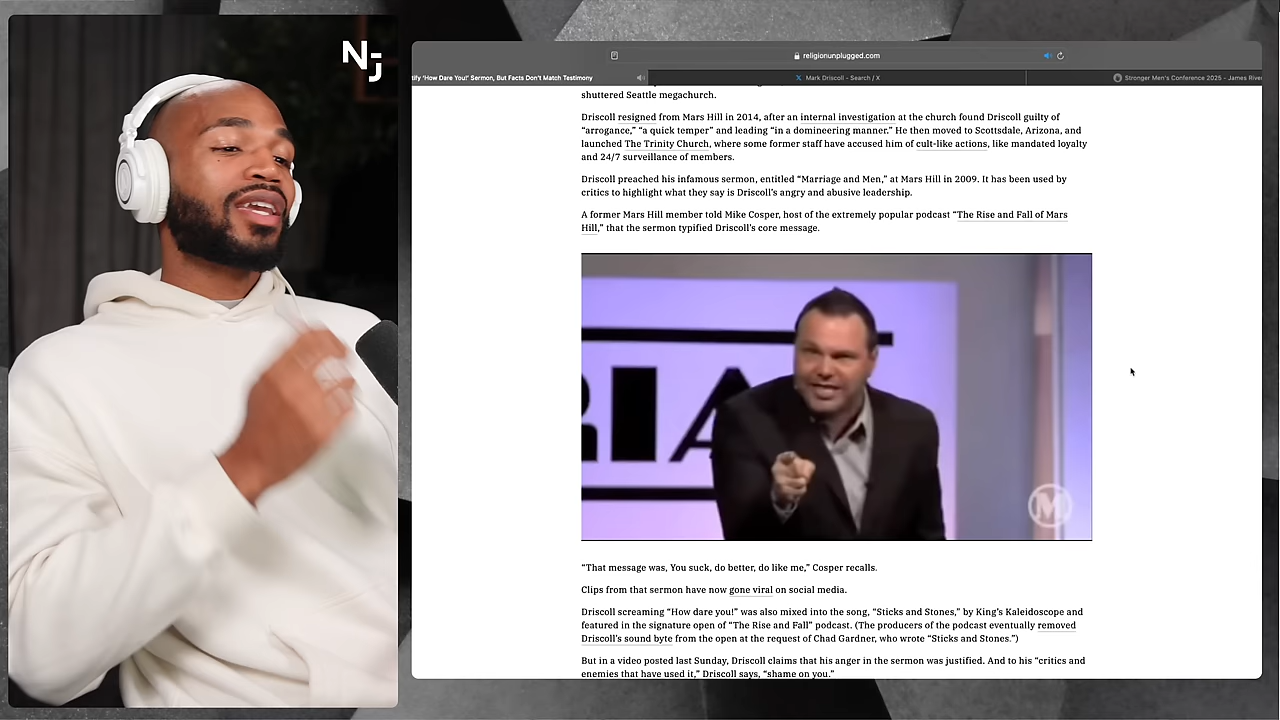 NJ
religionunplugged.com
tify 'How Dare You!' Sermon, But Facts Don't Match Testimony
Mark Driscoll - Search / X
Stronger Men's Conference 2025 - James River
shuttered Seattle megachurch.
Driscoll resigned from Mars Hill in 2014, after an internal investigation at the church found Driscoll guilty of
“arrogance,” “a quick temper” and leading “in a domineering manner.” He then moved to Scottsdale, Arizona, and
launched The Trinity Church, where some former staff have accused him of cult-like actions, like mandated loyalty
and 24/7 surveillance of members.
Driscoll preached his infamous sermon, entitled “Marriage and Men,” at Mars Hill in 2009. It has been used by
critics to highlight what they say is Driscoll’s angry and abusive leadership.
A former Mars Hill member told Mike Cosper, host of the extremely popular podcast “The Rise and Fall of Mars
Hill,” that the sermon typified Driscoll’s core message.
RIA
M
“That message was, You suck, do better, do like me,” Cosper recalls.
Clips from that sermon have now gone viral on social media.
Driscoll screaming “How dare you!” was also mixed into the song, “Sticks and Stones,” by King’s Kaleidoscope and
featured in the signature open of “The Rise and Fall” podcast. (The producers of the podcast eventually removed
Driscoll’s sound byte from the open at the request of Chad Gardner, who wrote “Sticks and Stones.”)
But in a video posted last Sunday, Driscoll claims that his anger in the sermon was justified. And to his “critics and
enemies that have used it,” Driscoll says, “shame on you.”